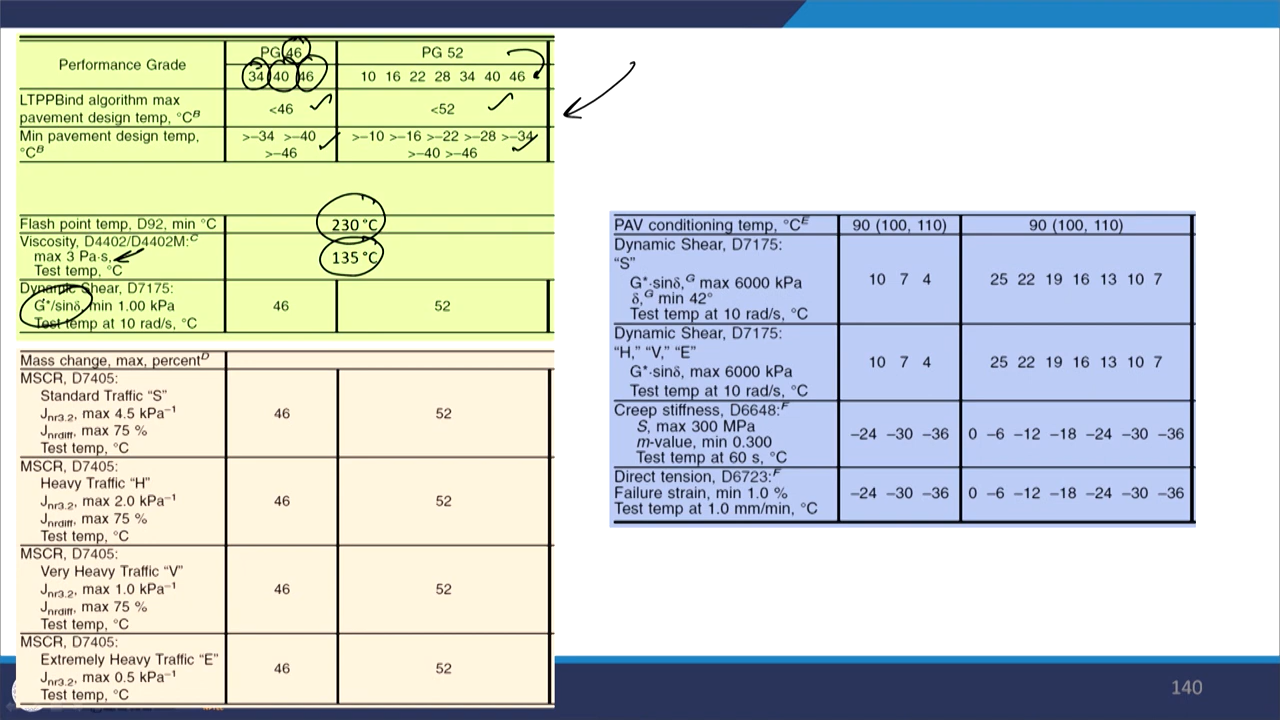 Performance Grade
PG 46
PG 52
34 40 46
10 16 22 28 34 40 46
LTPPBind algorithm max
pavement design temp, °C^B
<46
<52
Min pavement design temp,
°C^B
>−34 >−40
>−46
>−10 >−16 >−22 >−28 >−34
>−40 >−46
Flash point temp, D92, min °C
230 °C
Viscosity, D4402/D4402M:^C
max 3 Pa·s,
Test temp, °C
135 °C
Dynamic Shear, D7175:
G*/sinδ, min 1.00 kPa
Test temp at 10 rad/s, °C
46
52
Mass change, max, percent^D
MSCR, D7405:
Standard Traffic “S”
Jnr3.2, max 4.5 kPa−1
Jnrdiff, max 75 %
Test temp, °C
46
52
MSCR, D7405:
Heavy Traffic “H”
Jnr3.2, max 2.0 kPa−1
Jnrdiff, max 75 %
Test temp, °C
46
52
MSCR, D7405:
Very Heavy Traffic “V”
Jnr3.2, max 1.0 kPa−1
Jnrdiff, max 75 %
Test temp, °C
46
52
MSCR, D7405:
Extremely Heavy Traffic “E”
Jnr3.2, max 0.5 kPa−1
Jnrdiff, max 75 %
Test temp, °C
46
52
PAV conditioning temp, °C^E
90 (100, 110)
90 (100, 110)
Dynamic Shear, D7175:
“S”
G*·sinδ,^G max 6000 kPa
δ,^G min 42°
Test temp at 10 rad/s, °C
10 7 4
25 22 19 16 13 10 7
Dynamic Shear, D7175:
“H,” “V,” “E”
G*·sinδ, max 6000 kPa
Test temp at 10 rad/s, °C
10 7 4
25 22 19 16 13 10 7
Creep stiffness, D6648:^F
S, max 300 MPa
m-value, min 0.300
Test temp at 60 s, °C
−24 −30 −36
0 −6 −12 −18 −24 −30 −36
Direct tension, D6723:^F
Failure strain, min 1.0 %
Test temp at 1.0 mm/min, °C
−24 −30 −36
0 −6 −12 −18 −24 −30 −36
140